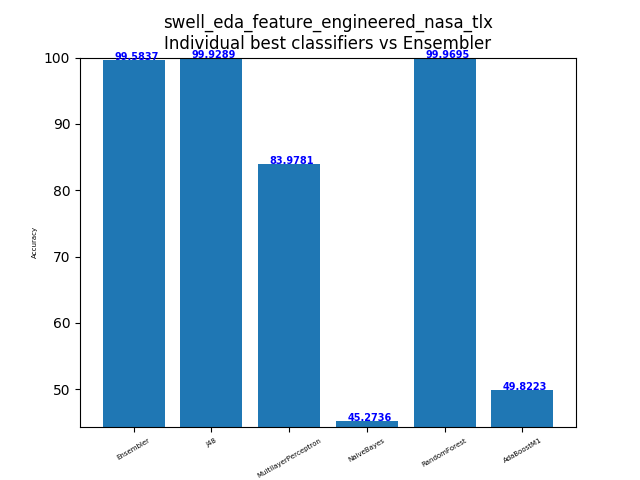 swell_eda_feature_engineered_nasa_tlx
Individual best classifiers vs Ensembler
100
90
80
70
60
50
Accuracy
99.5837
99.9289
83.9781
45.2736
99.9695
49.8223
Ensembler
J48
MultilayerPerceptron
NaiveBayes
RandomForest
AdaBoostM1